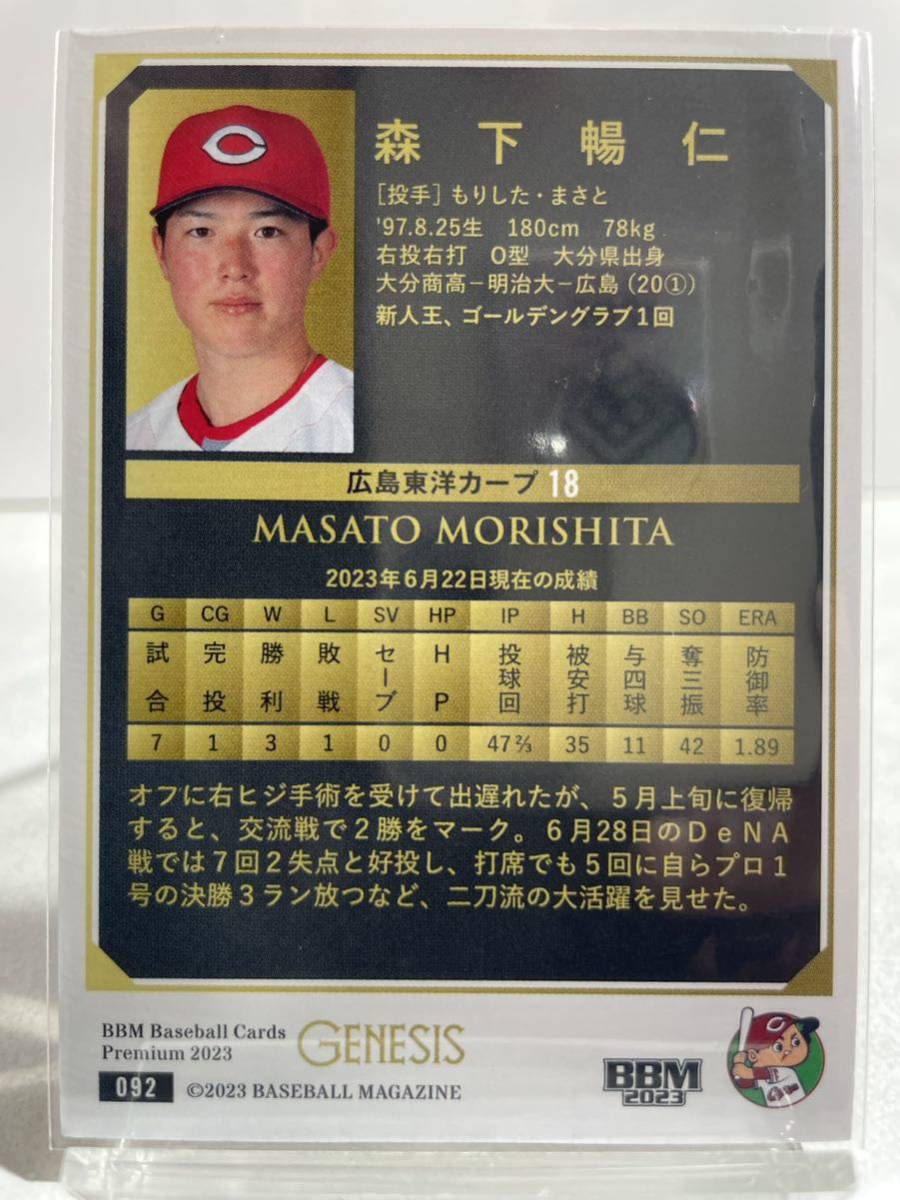 森下暢仁
［投手］もりした・まさと
'97.8.25生 180cm 78kg
右投右打 O型 大分県出身
大分商高－明治大－広島（20①）
新人王、ゴールデングラブ1回
広島東洋カープ 18
MASATO MORISHITA
2023年6月22日現在の成績
G CG W L SV HP IP H BB SO ERA
試合 完投 勝利 敗戦 セーブ HP 投球回 被安打 与四球 奪三振 防御率
7 1 3 1 0 0 47 ⅔ 35 11 42 1.89
オフに右ヒジ手術を受けて出遅れたが、５月上旬に復帰
すると、交流戦で２勝をマーク。６月28日のＤｅＮＡ
戦では７回２失点と好投し、打席でも５回に自らプロ１
号の決勝３ラン放つなど、二刀流の大活躍を見せた。
BBM Baseball Cards
Premium 2023
GENESIS
092 ©2023 BASEBALL MAGAZINE
BBM
2023